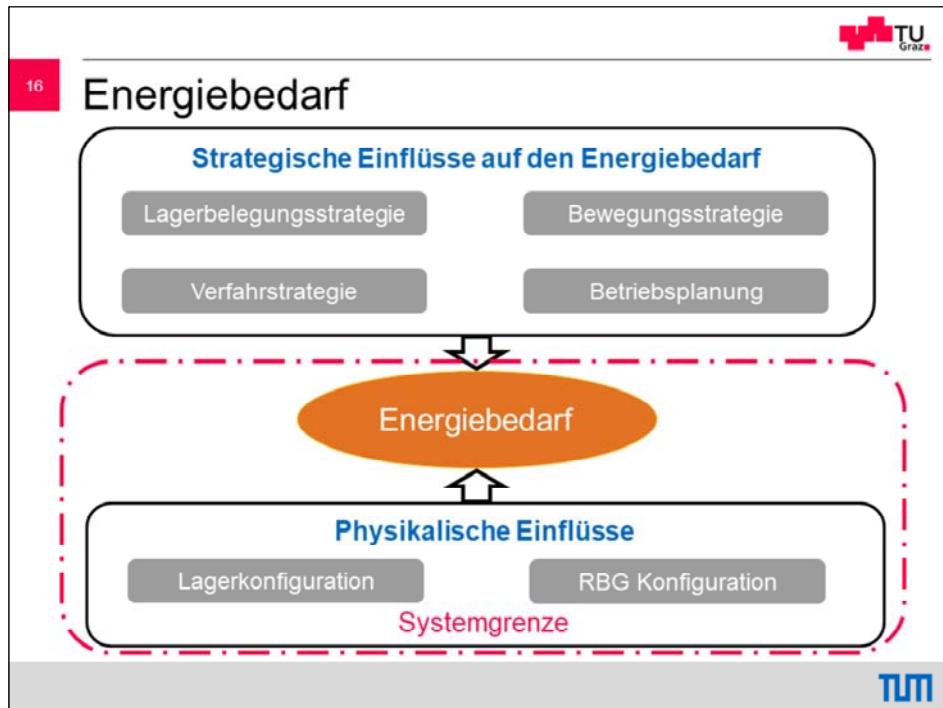 TU
Graz
16
Energiebedarf
Strategische Einflüsse auf den Energiebedarf
Lagerbelegungsstrategie
Bewegungsstrategie
Verfahrstrategie
Betriebsplanung
Energiebedarf
Physikalische Einflüsse
Lagerkonfiguration
RBG Konfiguration
Systemgrenze
TUM